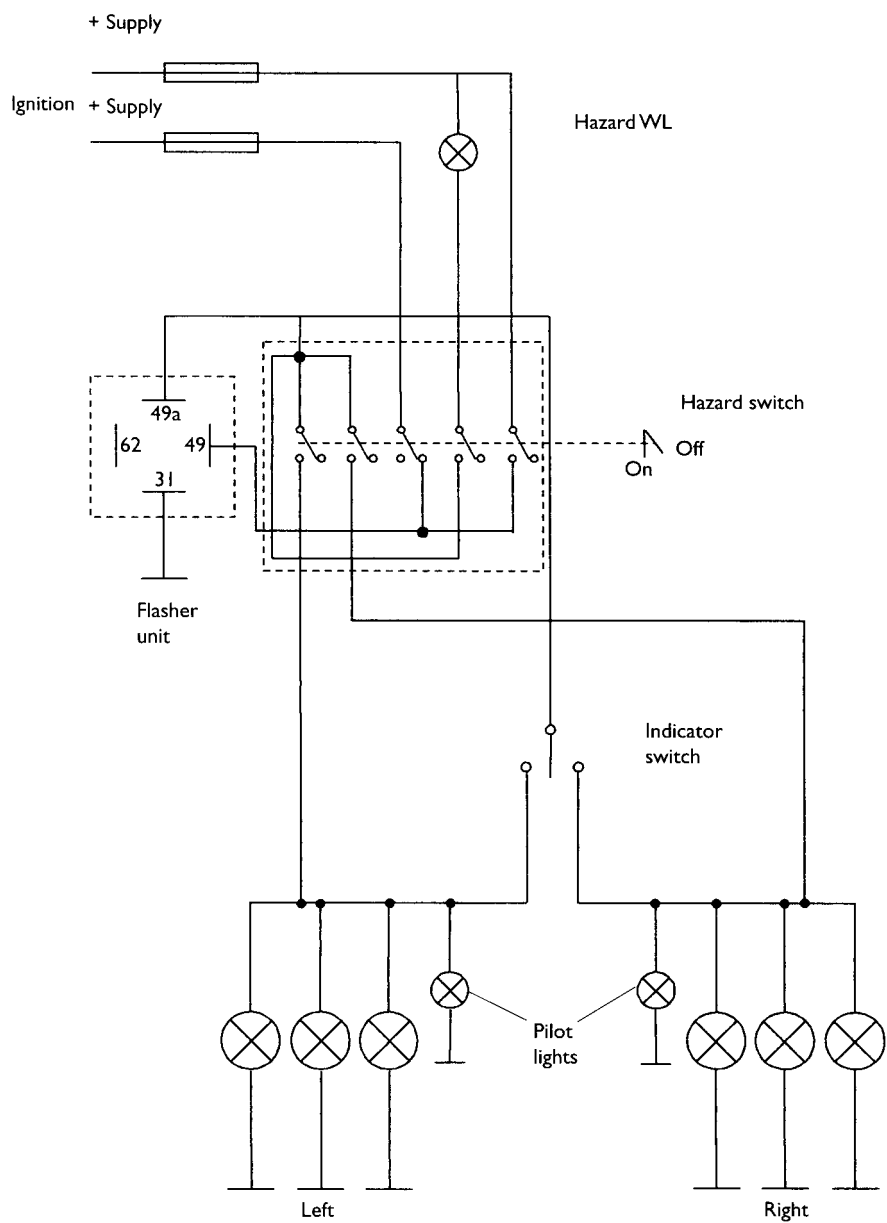 + Supply
Ignition + Supply
Hazard WL
49a
62
49
31
Hazard switch
Off
On
Flasher
unit
Indicator
switch
Pilot
lights
Left
Right